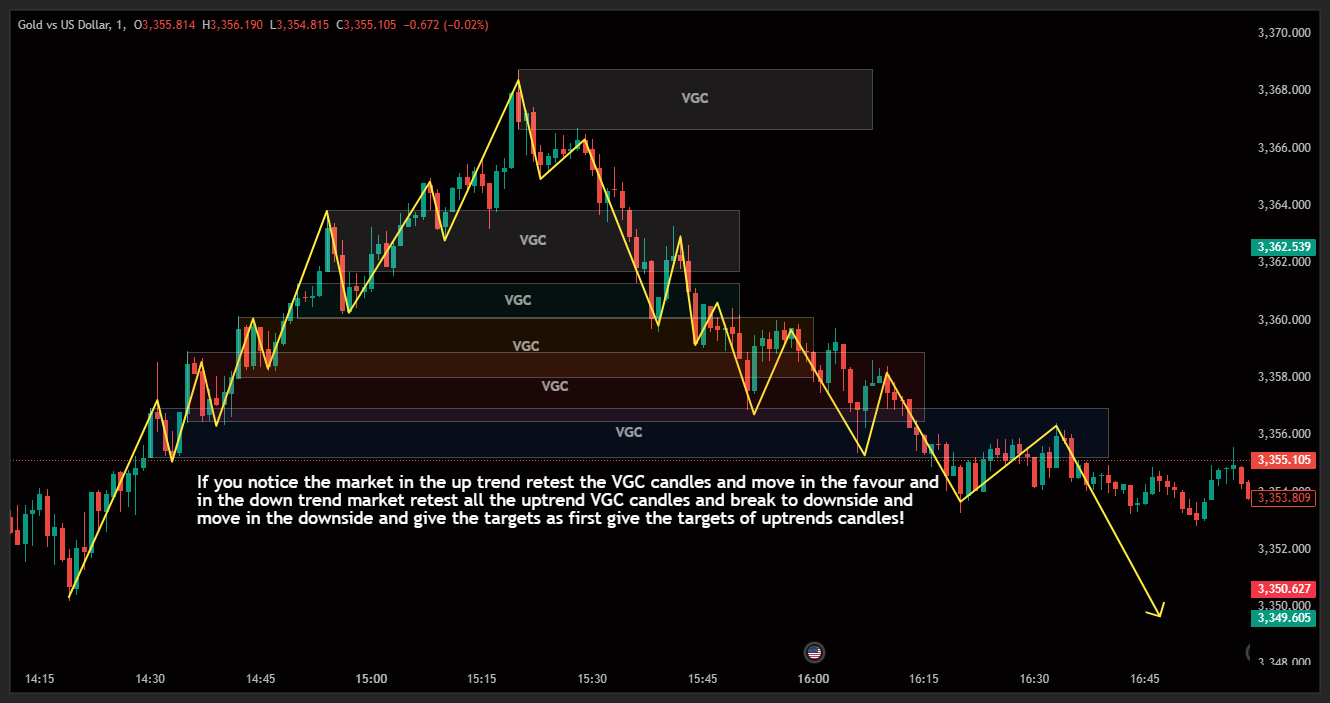 Gold vs US Dollar, 1, O3,355.814 H3,356.190 L3,354.815 C3,355.105 −0.672 (−0.02%)
3,370.000
VGC
3,368.000
3,366.000
3,364.000
VGC
3,362.539
3,362.000
VGC
3,360.000
VGC
3,358.000
VGC
VGC
3,356.000
3,355.105
If you notice the market in the up trend retest the VGC candles and move in the favour and
in the down trend market retest all the uptrend VGC candles and break to downside and
move in the downside and give the targets as first give the targets of uptrends candles!
3,353.809
3,352.000
3,350.627
3,350.000
3,349.605
3,348.000
14:15 14:30 14:45 15:00 15:15 15:30 15:45 16:00 16:15 16:30 16:45